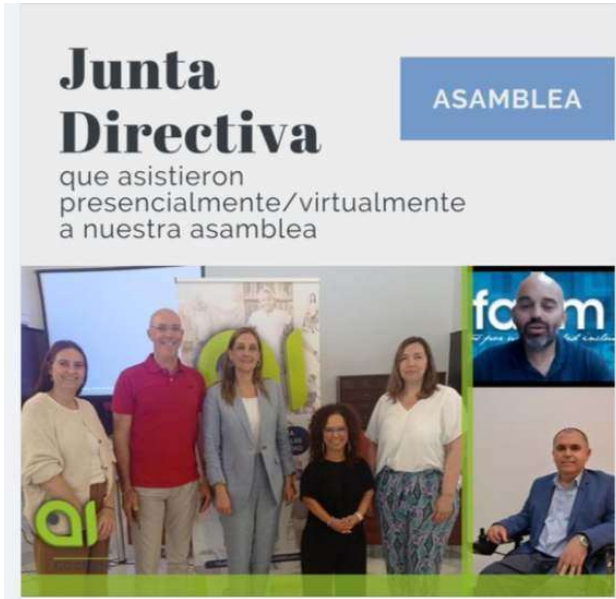 Junta
Directiva
ASAMBLEA
que asistieron
presencialmente/virtualmente
a nuestra asamblea